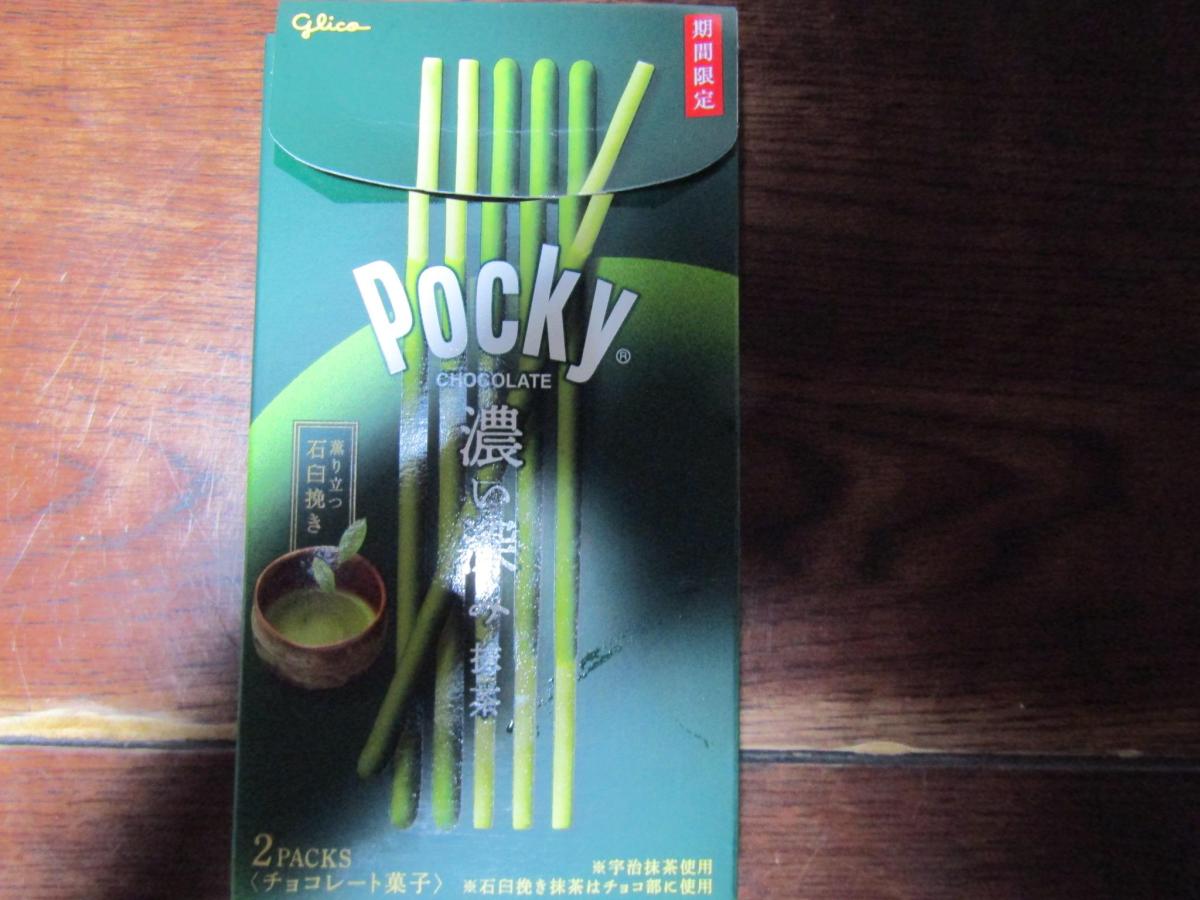 Glico
期間限定
Pocky®
CHOCOLATE
濃い深み抹茶
薫り立つ
石臼挽き
2 PACKS
〈チョコレート菓子〉
※宇治抹茶使用
※石臼挽き抹茶はチョコ部に使用